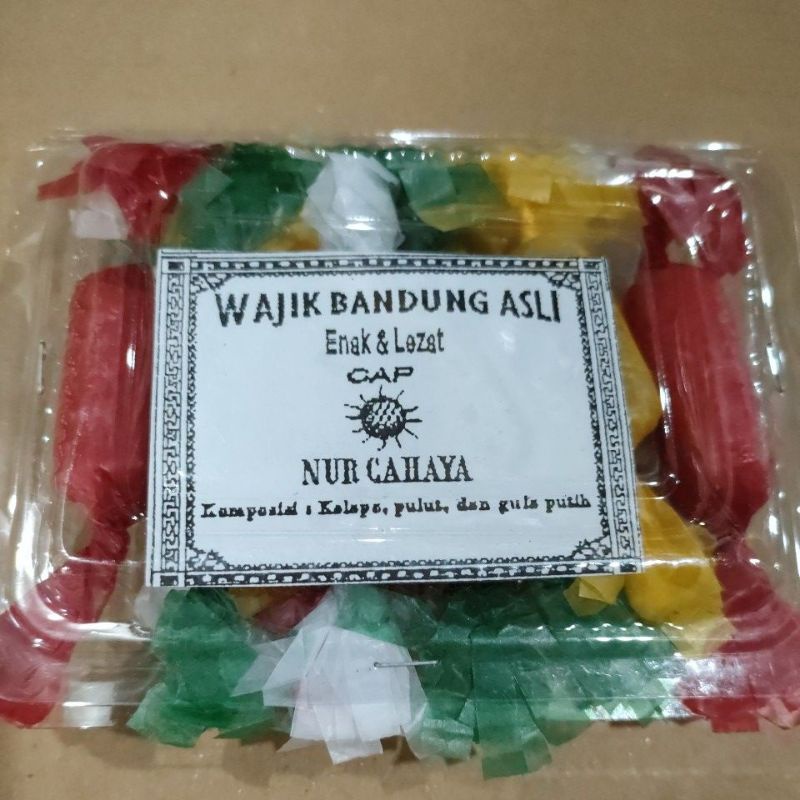 WAJIK BANDUNG ASLI
Enak & Lezat
CAP
NUR CAHAYA
Komposisi : Kelapa, pulut, dan gula putih